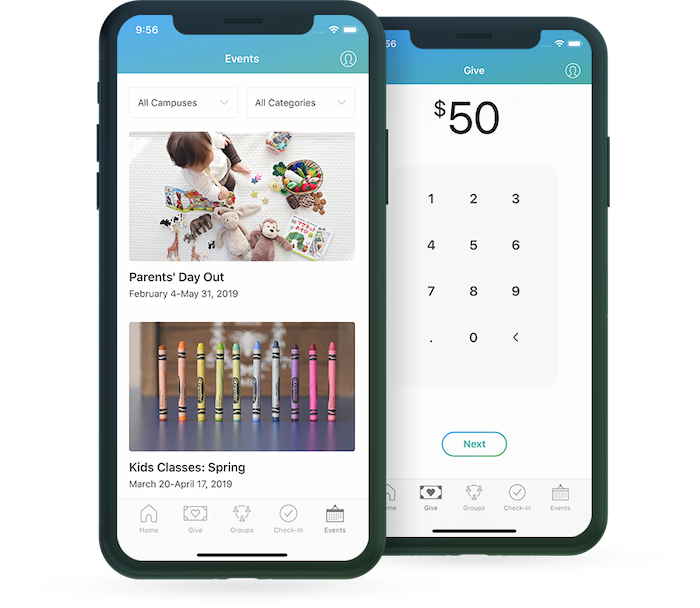 9:56
Events
All Campuses
All Categories
Parents' Day Out
February 4-May 31, 2019
Kids Classes: Spring
March 20-April 17, 2019
Home
Give
Groups
Check-In
Events
56
Give
$50
1 2 3
4 5 6
7 8 9
. 0 <
Next
ome
Give
Groups
Check-In
Events